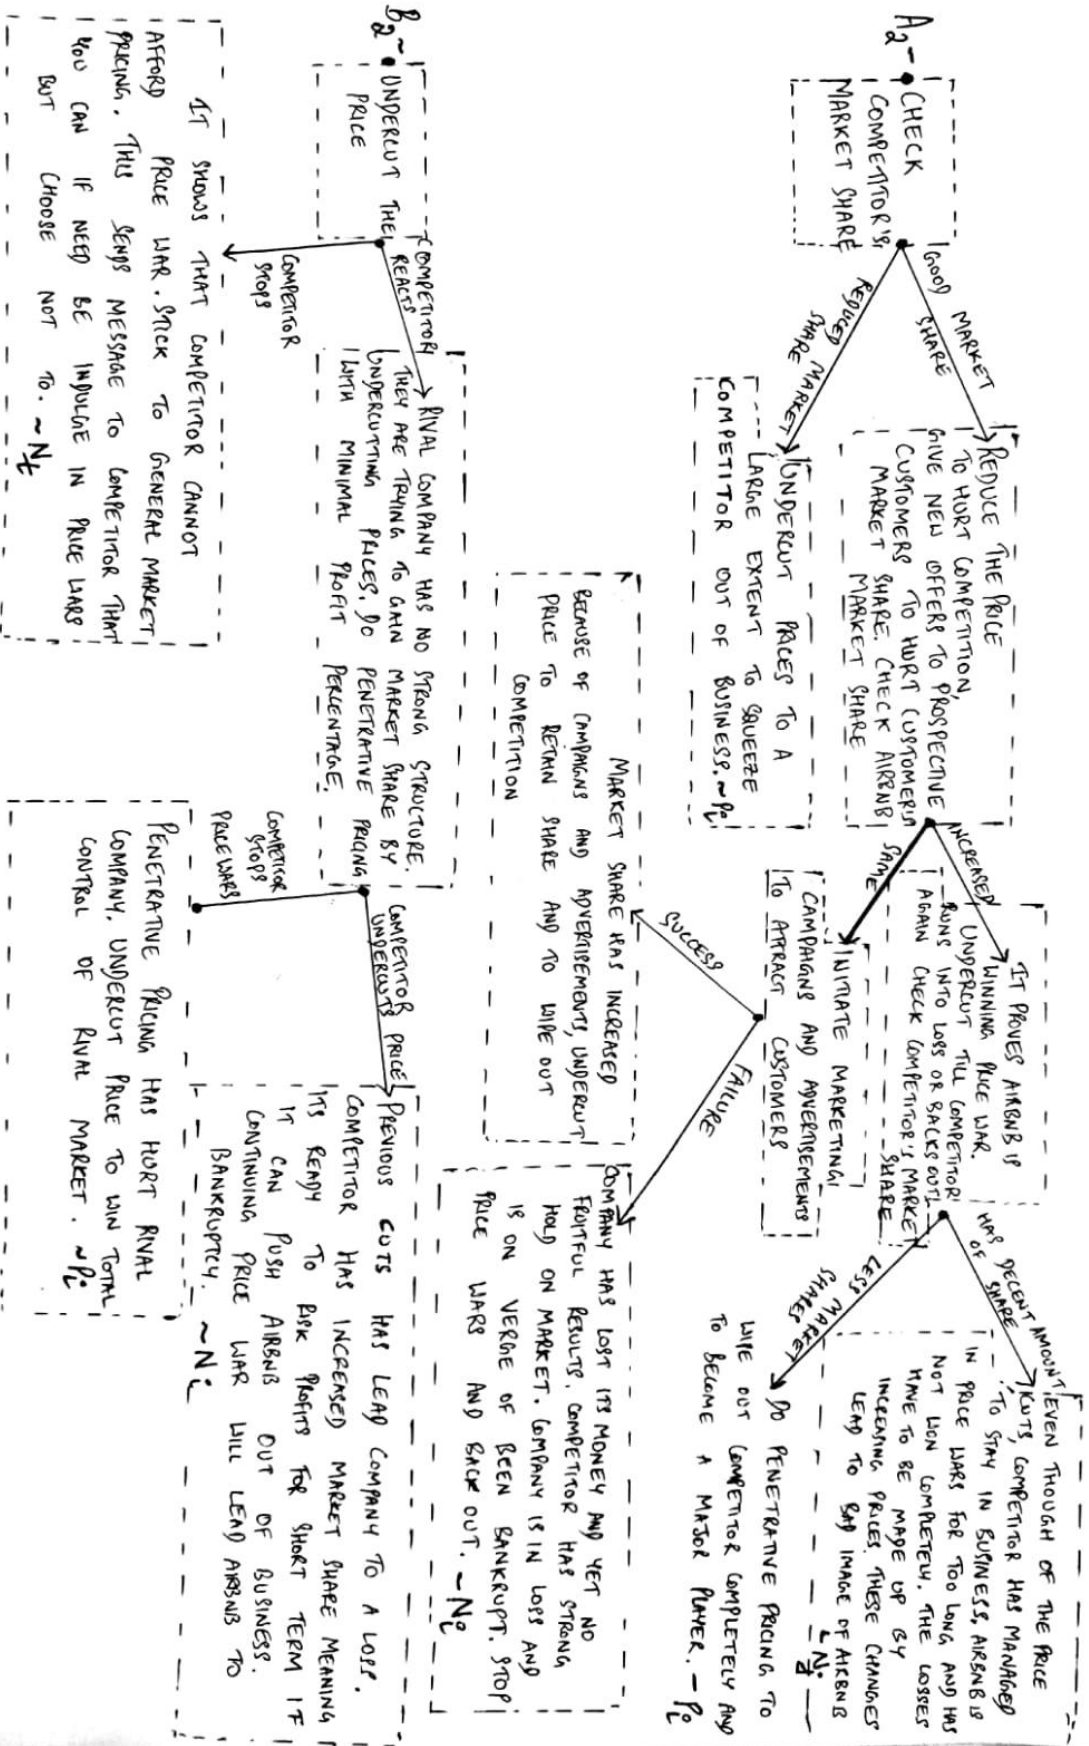 A2 –
CHECK
COMPETITOR'S
MARKET SHARE
GOOD MARKET
SHARE
REDUCED
SHARE MARKET
REDUCE THE PRICE
TO HURT COMPETITION,
GIVE NEW OFFERS TO PROSPECTIVE
CUSTOMERS TO HURT CUSTOMERS
MARKET SHARE. CHECK AIRBNB
MARKET SHARE
UNDERCUT PRICES TO A
LARGE EXTENT TO SQUEEZE
COMPETITOR OUT OF BUSINESS. ~ Pi
INCREASED
SAME
IT PROVES AIRBNB IS
WINNING PRICE WAR.
UNDERCUT TILL COMPETITOR
RUNS INTO LOSS OR BACKS OUT.
AGAIN CHECK COMPETITOR'S MARKET
SHARE
INITIATE MARKETING
CAMPAIGNS AND ADVERTISEMENTS
TO ATTRACT CUSTOMERS
HAS DECENT AMOUNT
OF SHARE
LESS MARKET
SHARES
EVEN THOUGH OF THE PRICE
CUTS, COMPETITOR HAS MANAGED
TO STAY IN BUSINESS. AIRBNB IS
IN PRICE WARS FOR TOO LONG AND HAS
NOT WON COMPLETELY. THE LOSSES
HAVE TO BE MADE UP BY
INCREASING PRICES. THESE CHANGES
LEAD TO BAD IMAGE OF AIRBNB
DO PENETRATIVE PRICING TO
WIPE OUT COMPETITOR COMPLETELY AND
TO BECOME A MAJOR PLAYER. – Pi
SUCCESS
FAILURE
MARKET SHARE HAS INCREASED
BECAUSE OF CAMPAIGNS AND ADVERTISEMENTS, UNDERCUT
PRICE TO RETAIN SHARE AND TO WIPE OUT
COMPETITION
COMPANY HAS LOST ITS MONEY AND YET NO
FRUITFUL RESULTS. COMPETITOR HAS STRONG
HOLD ON MARKET. COMPANY IS IN LOSS AND
IS ON VERGE OF BEEN BANKRUPT. STOP
PRICE WARS AND BACK OUT. ~ Ni
B2 ~
UNDERCUT THE
PRICE
COMPETITOR
REACTS
COMPETITOR
STOPS
RIVAL COMPANY HAS NO STRONG STRUCTURE.
THEY ARE TRYING TO GAIN MARKET SHARE BY
UNDERCUTTING PRICES. DO PENETRATIVE PRICING
WITH MINIMAL PROFIT PERCENTAGE.
IT SHOWS THAT COMPETITOR CANNOT
AFFORD PRICE WAR. STICK TO GENERAL MARKET
PRICING. THIS SENDS MESSAGE TO COMPETITOR THAT
YOU CAN IF NEED BE INDULGE IN PRICE WARS
BUT CHOOSE NOT TO. ~
COMPETITOR PRICE
UNDERCUTS
COMPETITOR
STOPS
PRICE WARS
PREVIOUS CUTS HAS LEAD COMPANY TO A LOSS.
COMPETITOR HAS INCREASED MARKET SHARE MEANING
ITS READY TO RISK PROFITS FOR SHORT TERM IF
IT CAN PUSH AIRBNB OUT OF BUSINESS.
CONTINUING PRICE WAR WILL LEAD AIRBNB TO
BANKRUPTCY. ~ Ni
PENETRATIVE PRICING HAS HURT RIVAL
COMPANY. UNDERCUT PRICE TO WIN TOTAL
CONTROL OF RIVAL MARKET. ~ Pi